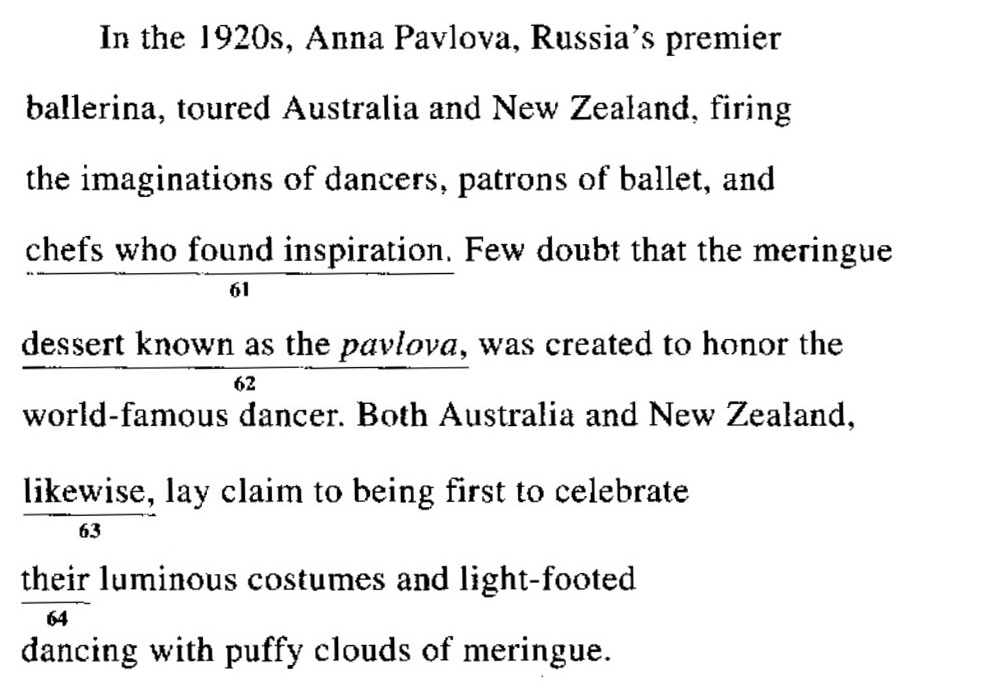 In the 1920s, Anna Pavlova, Russia's premier
ballerina, toured Australia and New Zealand, firing
the imaginations of dancers, patrons of ballet, and
chefs who found inspiration. Few doubt that the meringue
61
dessert known as the pavlova, was created to honor the
62
world-famous dancer. Both Australia and New Zealand,
likewise, lay claim to being first to celebrate
63
their luminous costumes and light-footed
64
dancing with puffy clouds of meringue.